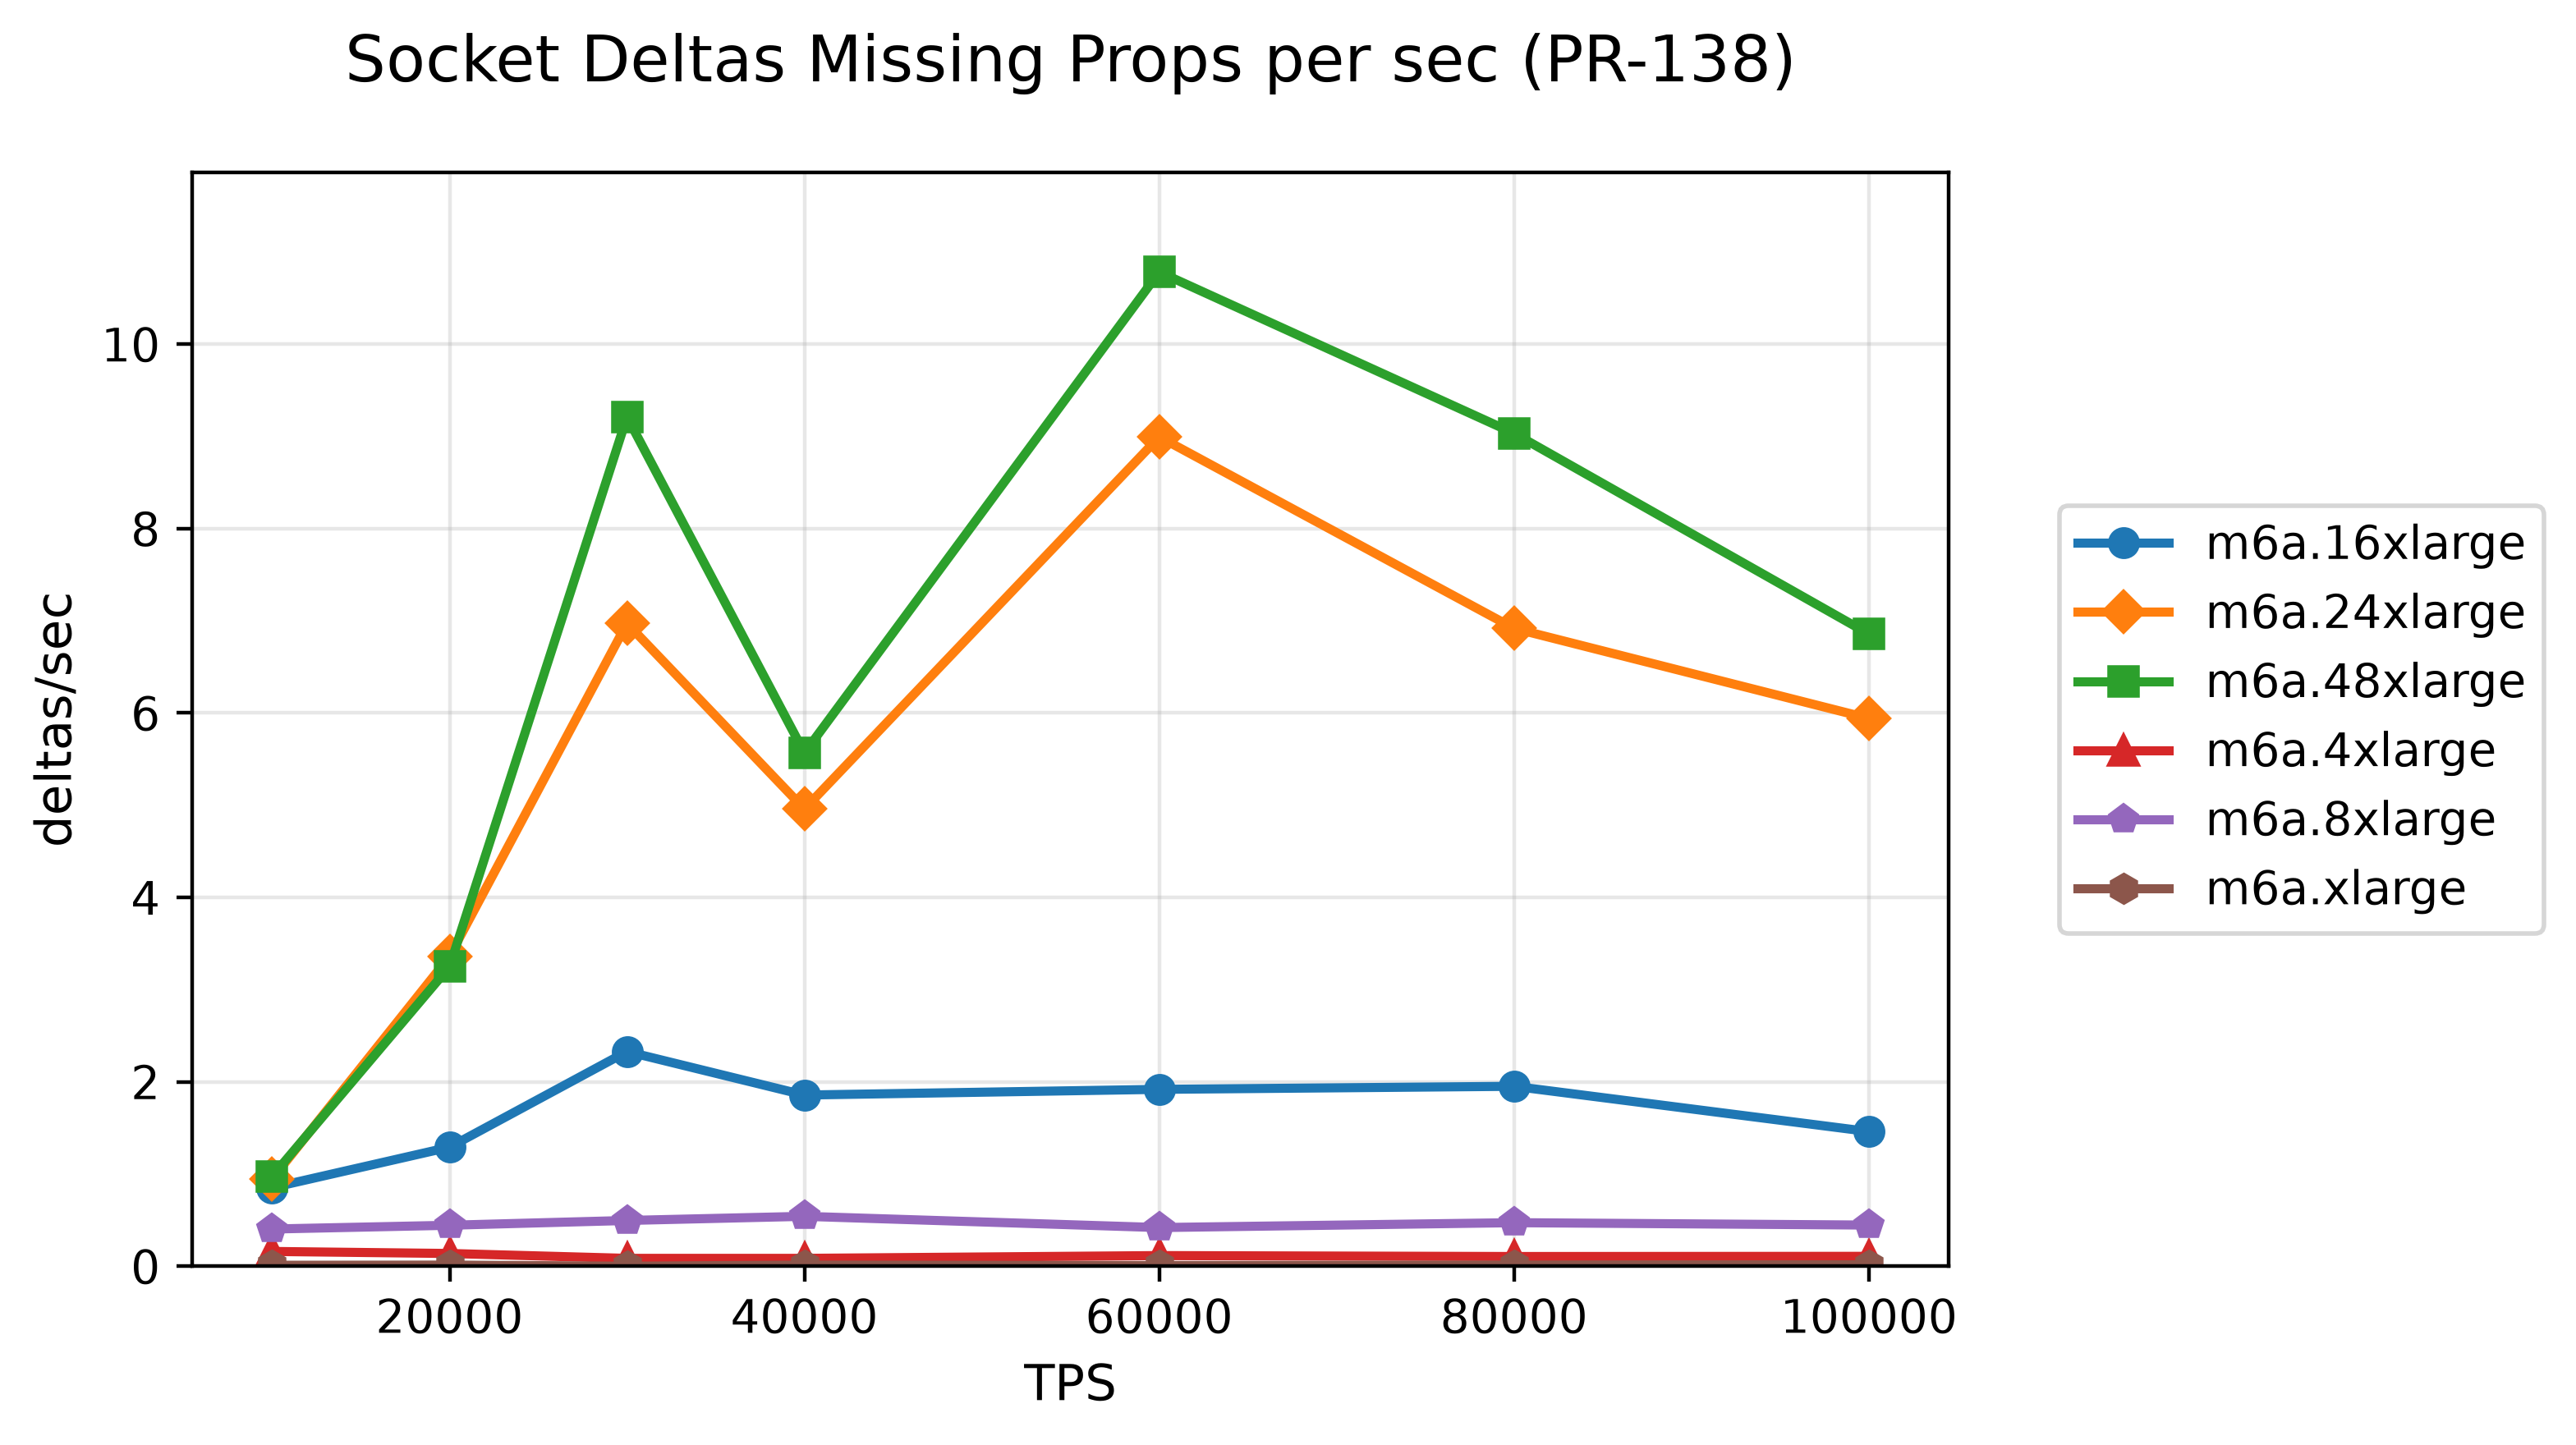 Socket Deltas Missing Props per sec (PR-138)
10
8
6
4
2
0
deltas/sec
20000 40000 60000 80000 100000
TPS
m6a.16xlarge
m6a.24xlarge
m6a.48xlarge
m6a.4xlarge
m6a.8xlarge
m6a.xlarge